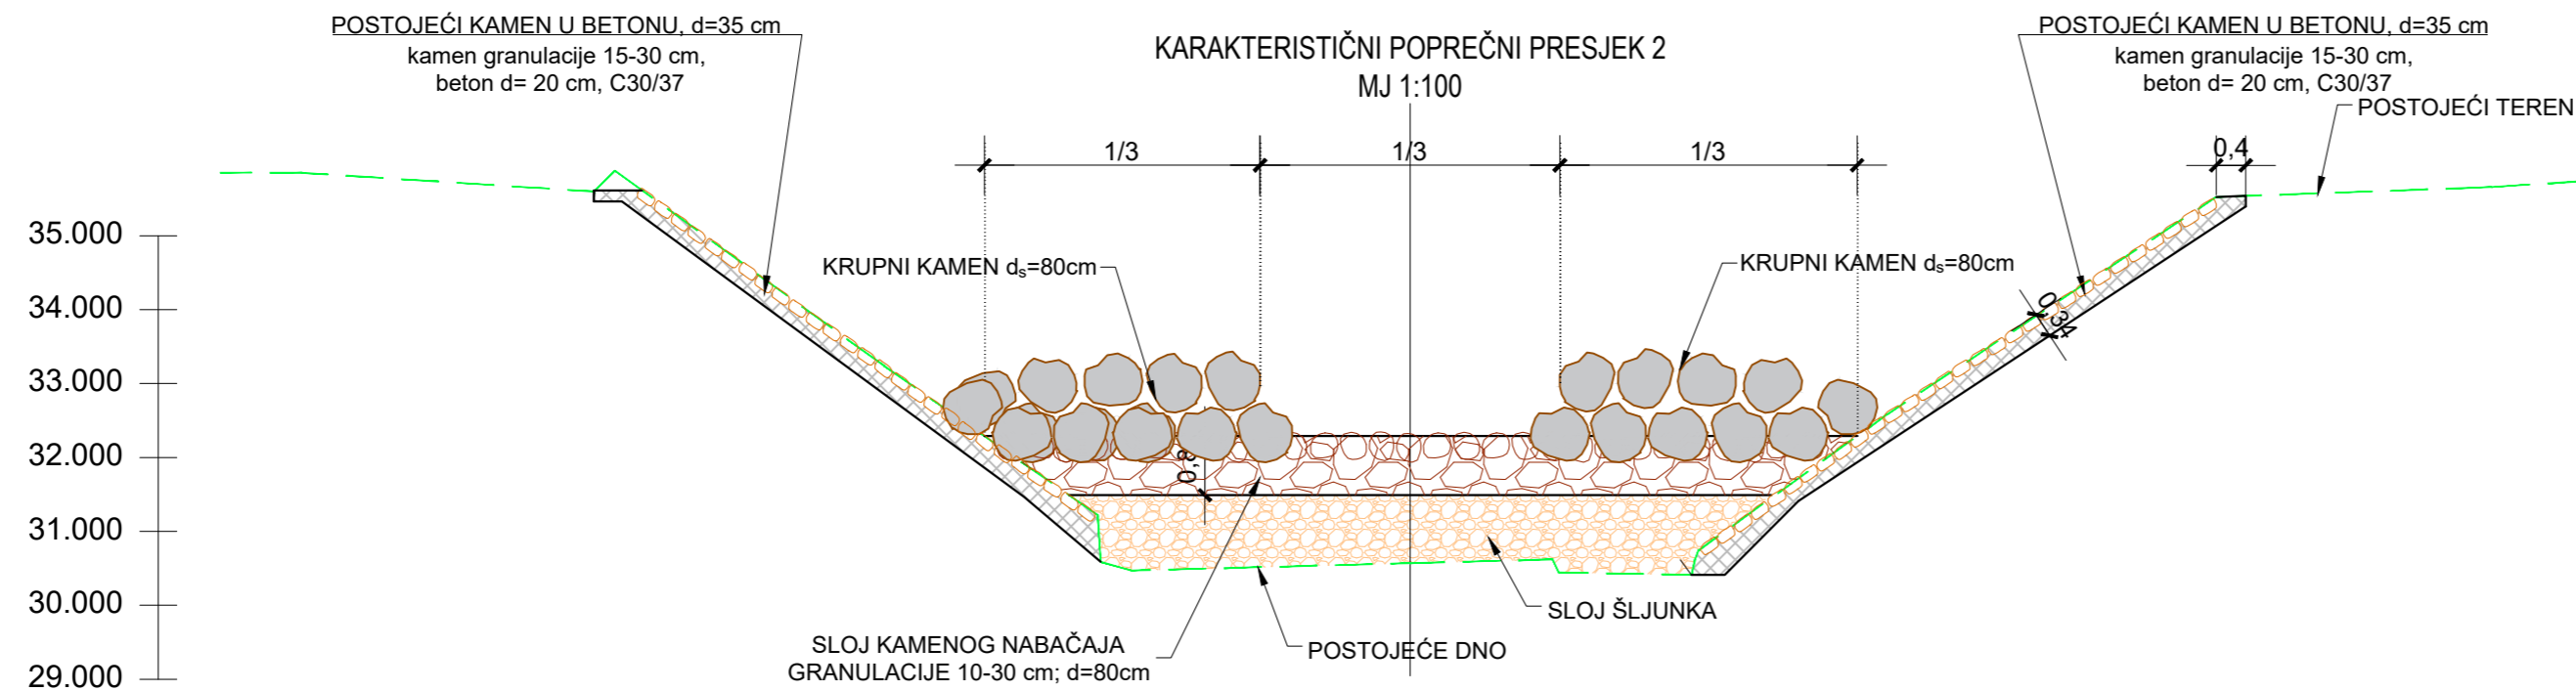 POSTOJEĆI KAMEN U BETONU, d=35 cm
kamen granulacije 15-30 cm,
beton d= 20 cm, C30/37
KARAKTERISTIČNI POPREČNI PRESJEK 2
MJ 1:100
POSTOJEĆI KAMEN U BETONU, d=35 cm
kamen granulacije 15-30 cm,
beton d= 20 cm, C30/37
POSTOJEĆI TEREN
1/3
1/3
1/3
0,4
35.000
34.000
33.000
32.000
31.000
30.000
29.000
KRUPNI KAMEN dₛ=80cm
KRUPNI KAMEN dₛ=80cm
0,34
0,8
SLOJ ŠLJUNKA
SLOJ KAMENOG NABAČAJA
GRANULACIJE 10-30 cm; d=80cm
POSTOJEĆE DNO